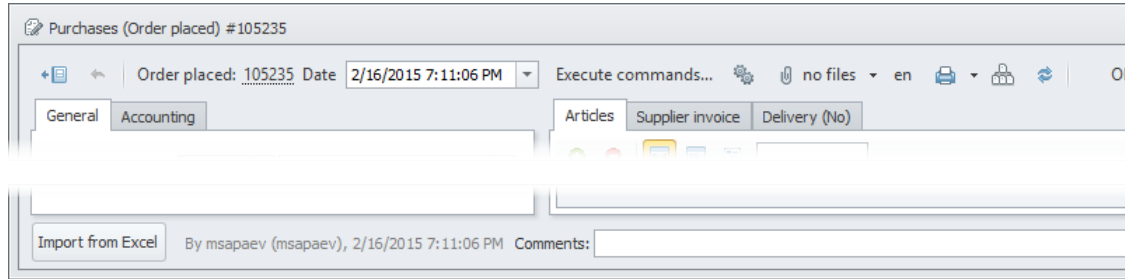 Purchases (Order placed) #105235
Order placed: 105235 Date 2/16/2015 7:11:06 PM Execute commands... no files en
General Accounting Articles Supplier invoice Delivery (No)
Import from Excel By msapaev (msapaev), 2/16/2015 7:11:06 PM Comments: